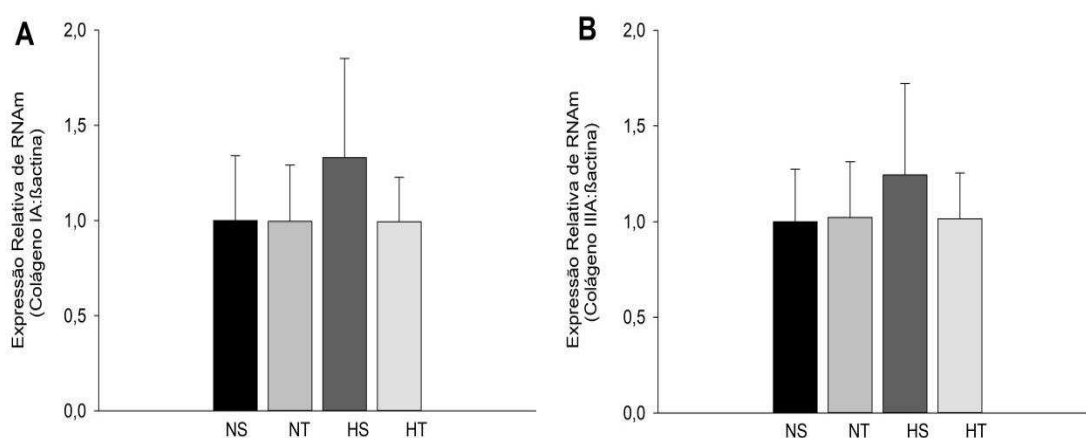 A
Expressão Relativa de RNAm
(Colágeno IA:ßactina)
2,0
1,5
1,0
0,5
0,0
NS NT HS HT
B
Expressão Relativa de RNAm
(Colágeno IIIA:ßactina)
2,0
1,5
1,0
0,5
0,0
NS NT HS HT